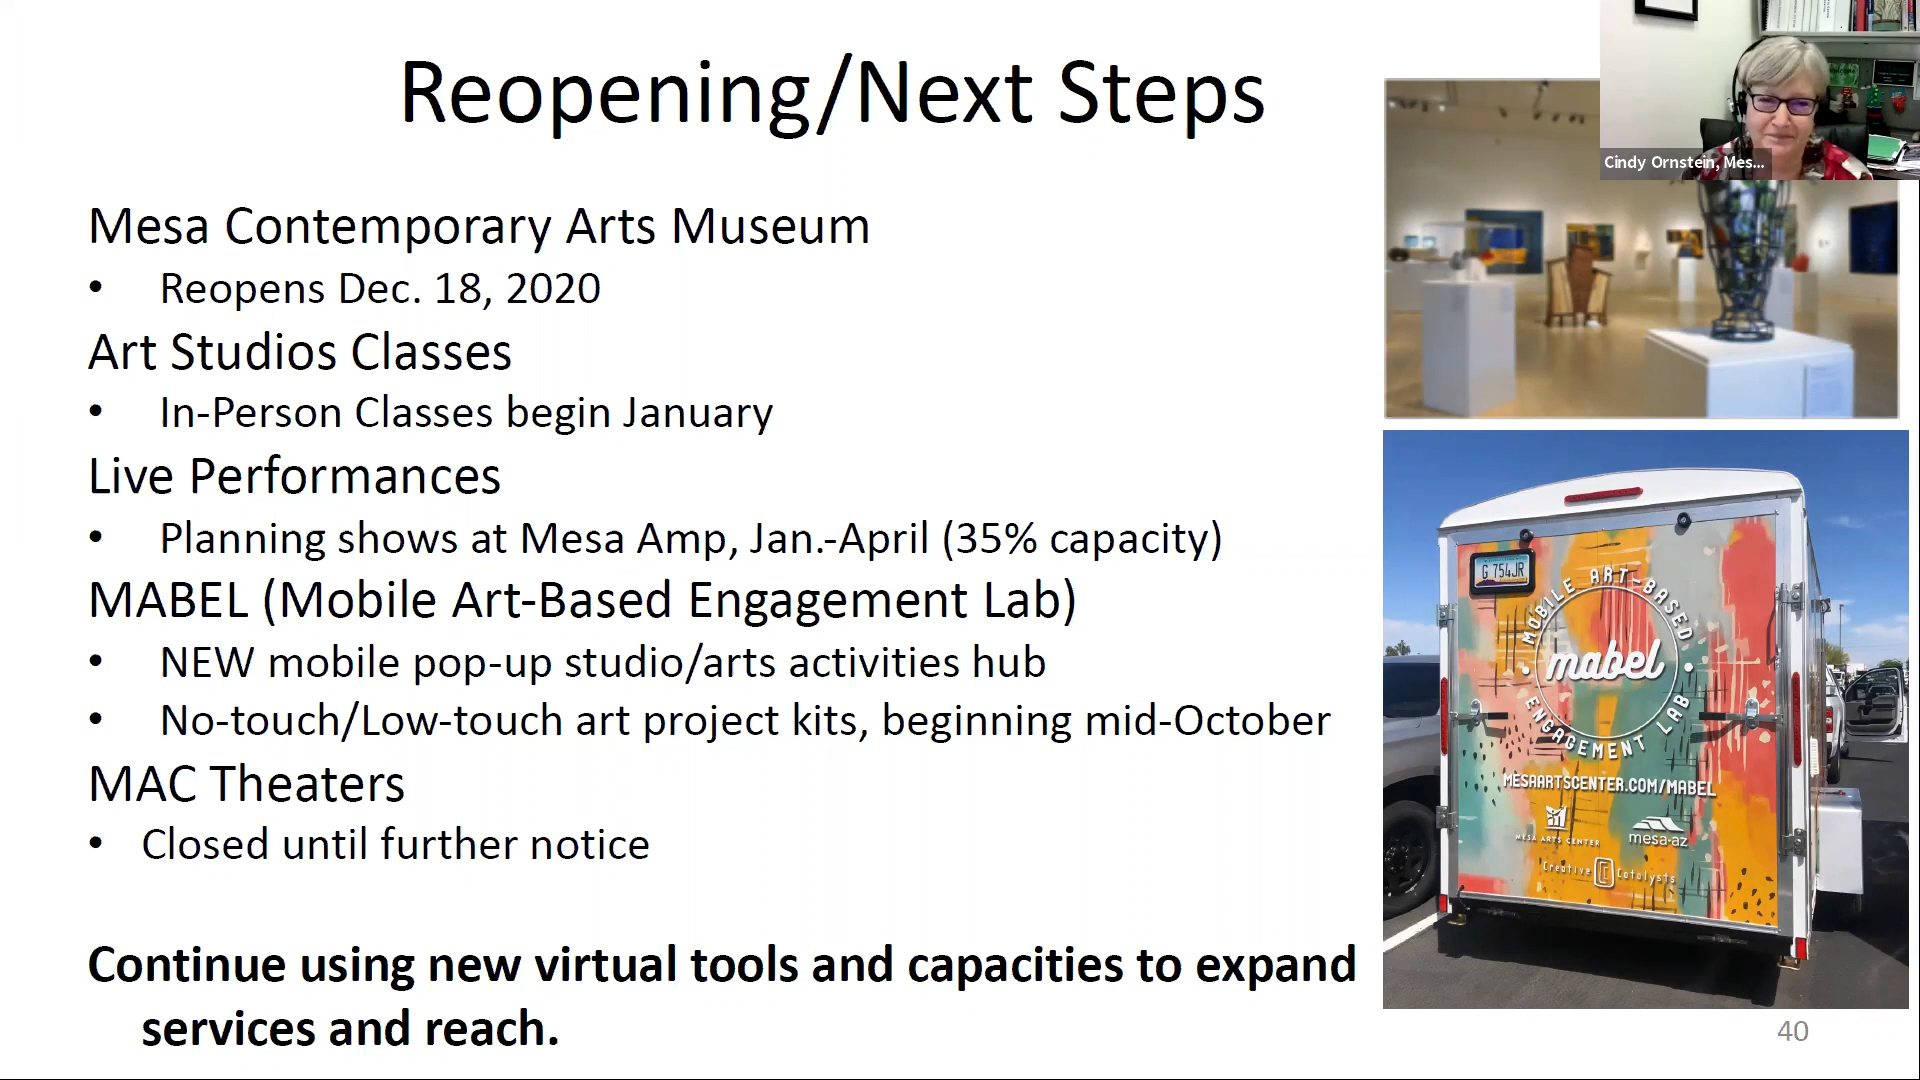 Reopening/Next Steps
Cindy Ornstein, Mes...
Mesa Contemporary Arts Museum
• Reopens Dec. 18, 2020
Art Studios Classes
• In-Person Classes begin January
Live Performances
• Planning shows at Mesa Amp, Jan.-April (35% capacity)
MABEL (Mobile Art-Based Engagement Lab)
• NEW mobile pop-up studio/arts activities hub
• No-touch/Low-touch art project kits, beginning mid-October
MAC Theaters
• Closed until further notice
Continue using new virtual tools and capacities to expand
services and reach.
G 754JR
MOBILE ART-BASED
mabel
ENGAGEMENT LAB
MESAARTSCENTER.COM/MABEL
MESA ARTS CENTER
mesa·az
Creative Catalysts
40